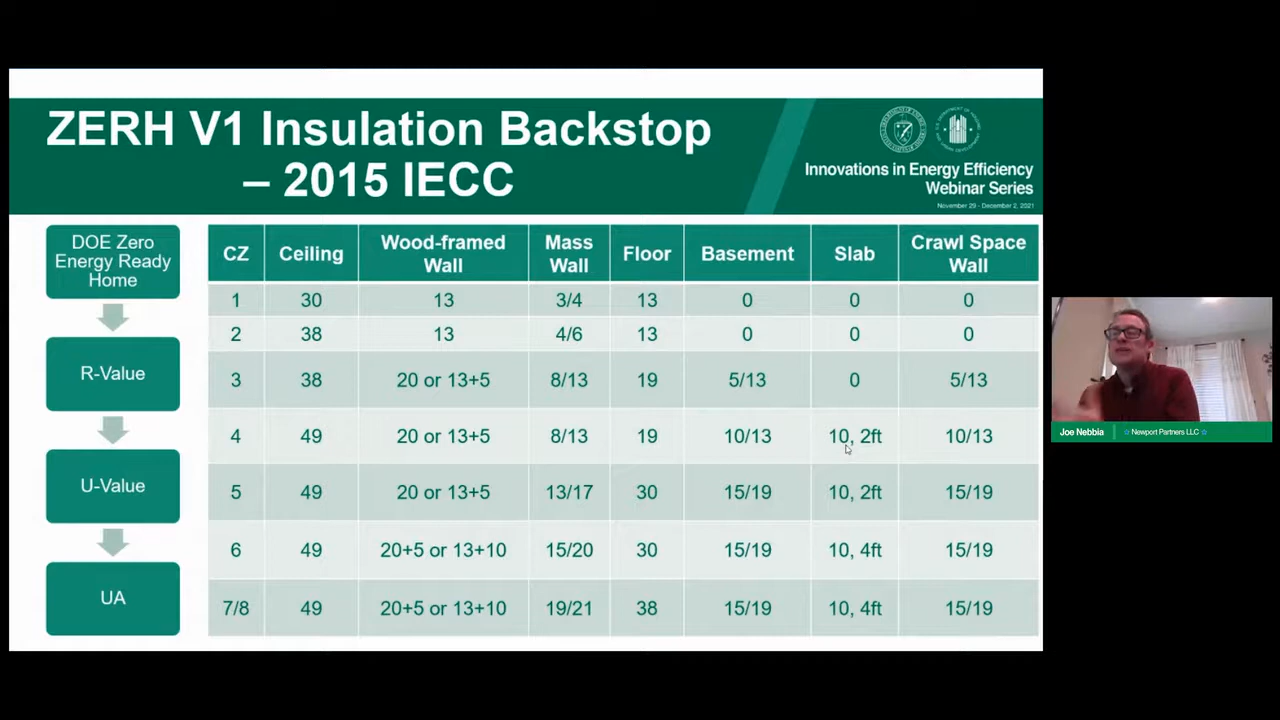 ZERH V1 Insulation Backstop
– 2015 IECC
Innovations in Energy Efficiency
Webinar Series
November 29 - December 2, 2021
DOE Zero
Energy Ready
Home
R-Value
U-Value
UA
CZ Ceiling Wood-framed Wall Mass Wall Floor Basement Slab Crawl Space Wall
1 30 13 3/4 13 0 0 0
2 38 13 4/6 13 0 0 0
3 38 20 or 13+5 8/13 19 5/13 0 5/13
4 49 20 or 13+5 8/13 19 10/13 10, 2ft 10/13
5 49 20 or 13+5 13/17 30 15/19 10, 2ft 15/19
6 49 20+5 or 13+10 15/20 30 15/19 10, 4ft 15/19
7/8 49 20+5 or 13+10 19/21 38 15/19 10, 4ft 15/19
Joe Nebbia Newport Partners LLC